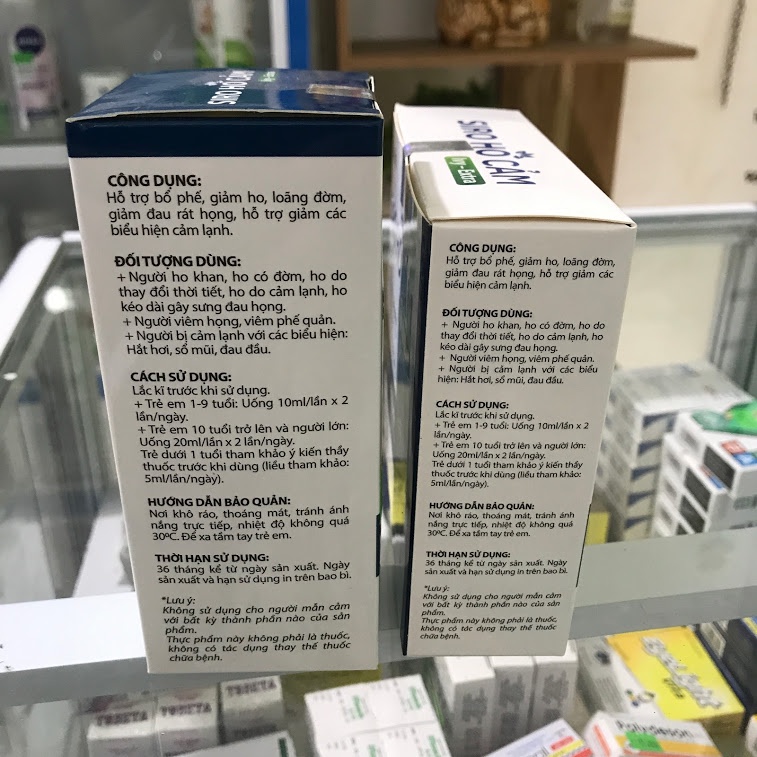 SIRO HO CẢM
CÔNG DỤNG:
Hỗ trợ bổ phế, giảm ho, loãng đờm,
giảm đau rát họng, hỗ trợ giảm các
biểu hiện cảm lạnh.
ĐỐI TƯỢNG DÙNG:
+ Người ho khan, ho có đờm, ho do
thay đổi thời tiết, ho do cảm lạnh, ho
kéo dài gây sưng đau họng.
+ Người viêm họng, viêm phế quản.
+ Người bị cảm lạnh với các biểu hiện:
Hắt hơi, sổ mũi, đau đầu.
CÁCH SỬ DỤNG:
Lắc kĩ trước khi sử dụng.
+ Trẻ em 1-9 tuổi: Uống 10ml/lần x 2
lần/ngày.
+ Trẻ em 10 tuổi trở lên và người lớn:
Uống 20ml/lần x 2 lần/ngày.
Trẻ dưới 1 tuổi tham khảo ý kiến thầy
thuốc trước khi dùng (liều tham khảo:
5ml/lần/ngày).
HƯỚNG DẪN BẢO QUẢN:
Nơi khô ráo, thoáng mát, tránh ánh
nắng trực tiếp, nhiệt độ không quá
30ºC. Để xa tầm tay trẻ em.
THỜI HẠN SỬ DỤNG:
36 tháng kể từ ngày sản xuất. Ngày
sản xuất và hạn sử dụng in trên bao bì.
*Lưu ý:
Không sử dụng cho người mẫn cảm
với bất kỳ thành phần nào của sản
phẩm.
Thực phẩm này không phải là thuốc,
không có tác dụng thay thế thuốc
chữa bệnh.
SIRO HO CẢM
Ivy - Extra
CÔNG DỤNG:
Hỗ trợ bổ phế, giảm ho, loãng đờm,
giảm đau rát họng, hỗ trợ giảm các
biểu hiện cảm lạnh.
ĐỐI TƯỢNG DÙNG:
+ Người ho khan, ho có đờm, ho do
thay đổi thời tiết, ho do cảm lạnh, ho
kéo dài gây sưng đau họng.
+ Người viêm họng, viêm phế quản.
+ Người bị cảm lạnh với các biểu
hiện: Hắt hơi, sổ mũi, đau đầu.
CÁCH SỬ DỤNG:
Lắc kĩ trước khi sử dụng.
+ Trẻ em 1-9 tuổi: Uống 10ml/lần x 2
lần/ngày.
+ Trẻ em 10 tuổi trở lên và người lớn:
Uống 20ml/lần x 2 lần/ngày.
Trẻ dưới 1 tuổi tham khảo ý kiến thầy
thuốc trước khi dùng (liều tham khảo:
5ml/lần/ngày).
HƯỚNG DẪN BẢO QUẢN:
Nơi khô ráo, thoáng mát, tránh ánh
nắng trực tiếp, nhiệt độ không quá
30ºC. Để xa tầm tay trẻ em.
THỜI HẠN SỬ DỤNG:
36 tháng kể từ ngày sản xuất. Ngày
sản xuất và hạn sử dụng in trên bao bì.
*Lưu ý:
Không sử dụng cho người mẫn cảm
với bất kỳ thành phần nào của sản
phẩm.
Thực phẩm này không phải là thuốc,
không có tác dụng thay thế thuốc
chữa bệnh.